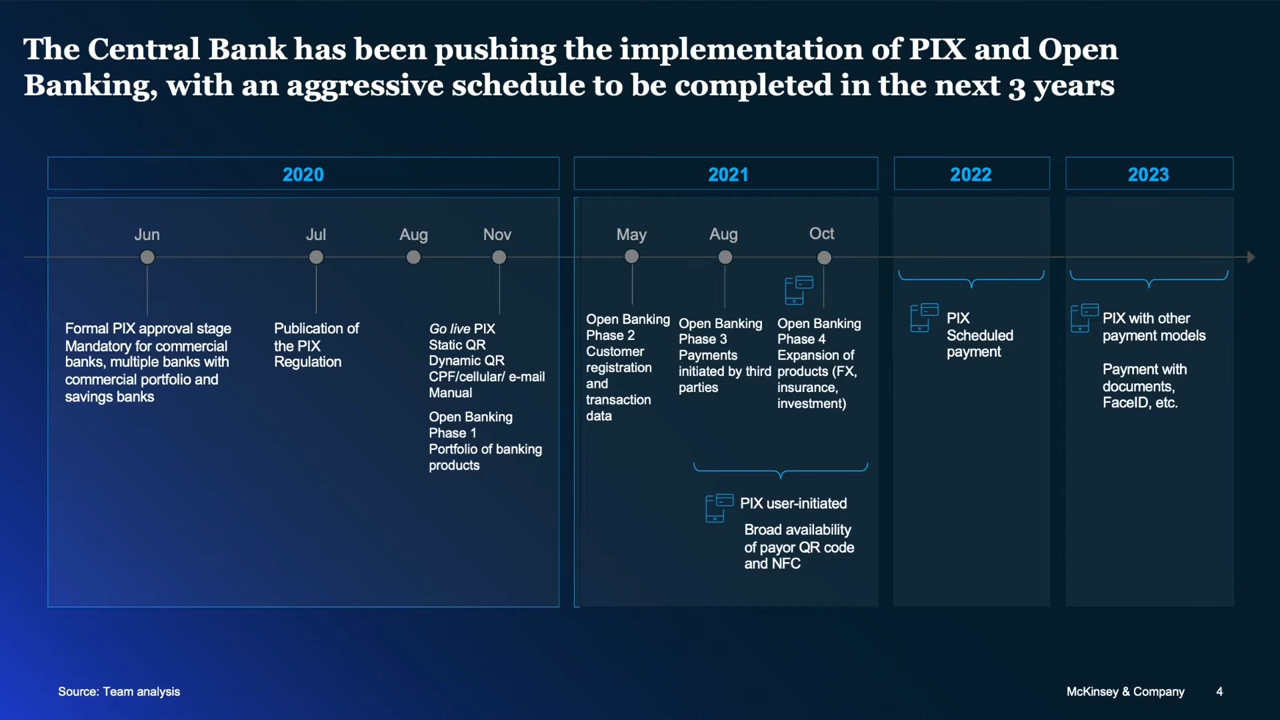 The Central Bank has been pushing the implementation of PIX and Open
Banking, with an aggressive schedule to be completed in the next 3 years
2020
Jun
Jul
Aug
Nov
Formal PIX approval stage
Mandatory for commercial
banks, multiple banks with
commercial portfolio and
savings banks
Publication of
the PIX
Regulation
Go live PIX
Static QR
Dynamic QR
CPF/cellular/ e-mail
Manual
Open Banking
Phase 1
Portfolio of banking
products
2021
May
Aug
Oct
Open Banking
Phase 2
Customer
registration
and
transaction
data
Open Banking
Phase 3
Payments
initiated by third
parties
Open Banking
Phase 4
Expansion of
products (FX,
insurance,
investment)
PIX user-initiated
Broad availability
of payor QR code
and NFC
2022
PIX
Scheduled
payment
2023
PIX with other
payment models
Payment with
documents,
FaceID, etc.
Source: Team analysis
McKinsey & Company
4